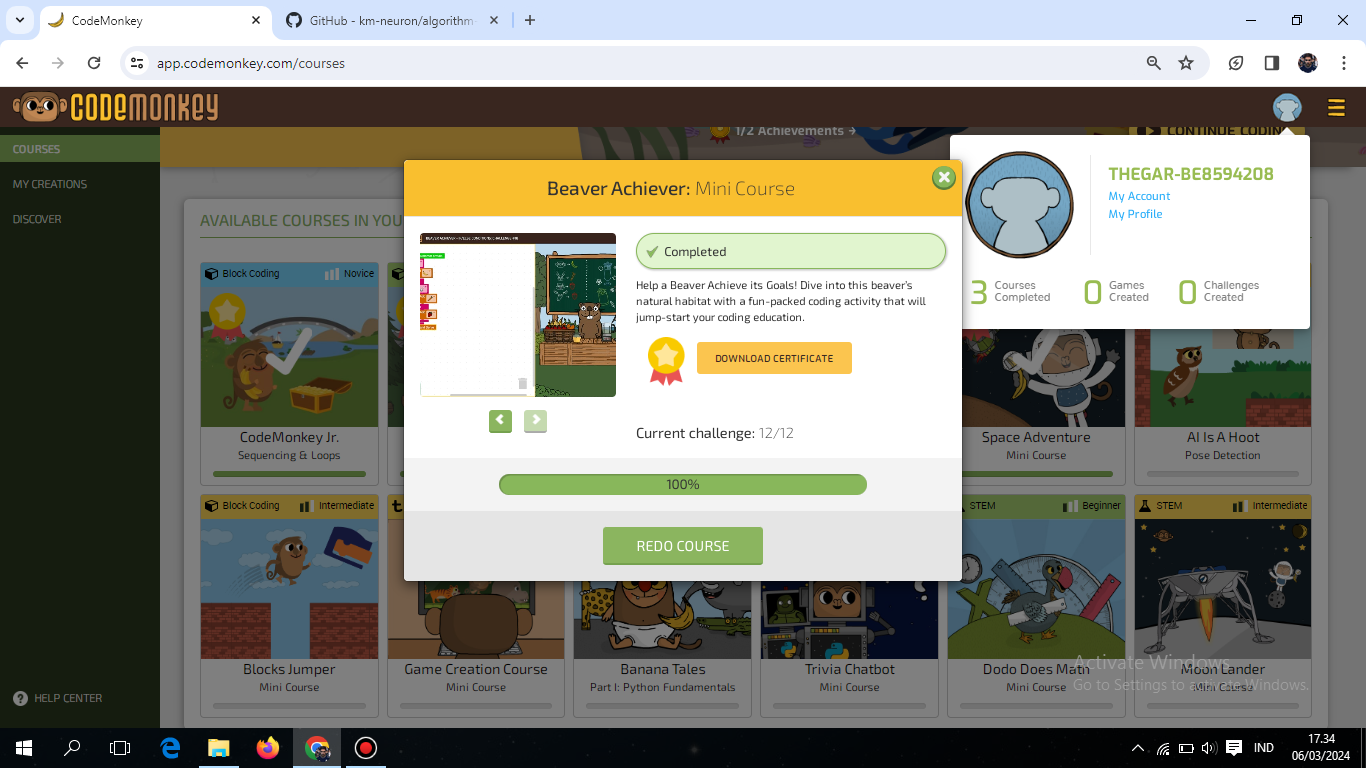 CodeMonkey
GitHub - km-neuron/algorithm-
app.codemonkey.com/courses
CODEMONKEY
COURSES
MY CREATIONS
DISCOVER
HELP CENTER
1/2 Achievements →
CONTINUE CODIN
THEGAR-BE8594208
My Account
My Profile
3 Courses Completed
0 Games Created
0 Challenges Created
AVAILABLE COURSES IN YOU
Beaver Achiever: Mini Course
Completed
Help a Beaver Achieve its Goals! Dive into this beaver's
natural habitat with a fun-packed coding activity that will
jump-start your coding education.
DOWNLOAD CERTIFICATE
Current challenge: 12/12
100%
REDO COURSE
Block Coding Novice
CodeMonkey Jr.
Sequencing & Loops
Space Adventure
Mini Course
AI Is A Hoot
Pose Detection
Block Coding Intermediate
STEM Beginner
STEM Intermediate
Blocks Jumper
Mini Course
Game Creation Course
Mini Course
Banana Tales
Part I: Python Fundamentals
Trivia Chatbot
Mini Course
Dodo Does Math
Mini Course
Moon Lander
Mini Course
Activate Windows
Go to Settings to activate Windows.
IND
17.34
06/03/2024